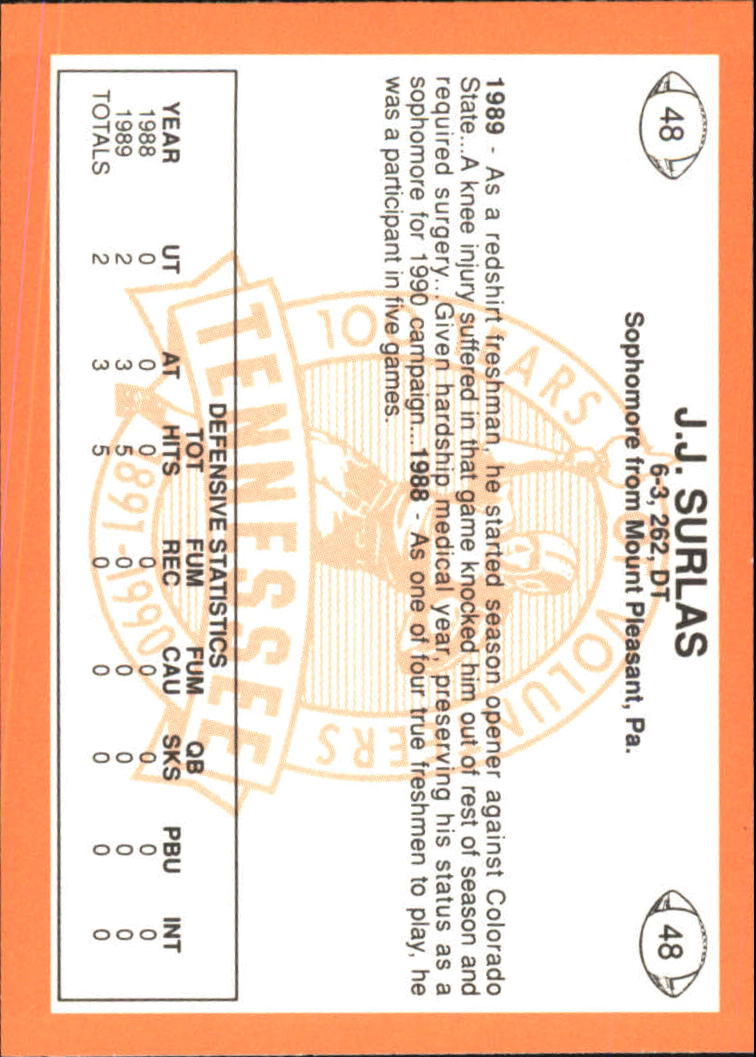 48
J.J. SURLAS
48
6-3, 262, DT
Sophomore from Mount Pleasant, Pa.
1989 - As a redshirt freshman, he started season opener against Colorado
State....A knee injury suffered in that game knocked him out of rest of season and
required surgery...Given hardship medical year, preserving his status as a
sophomore for 1990 campaign...1988 - As one of four true freshmen to play, he
was a participant in five games.
100 YEARS OF VOLUNTEERS
TENNESSEE
1891-1990
DEFENSIVE STATISTICS
TOT FUM FUM QB
YEAR UT AT HITS REC CAU SKS PBU INT
1988 0 0 0 0 0 0 0 0
1989 2 3 5 0 0 0 0 0
TOTALS 2 3 5 0 0 0 0 0